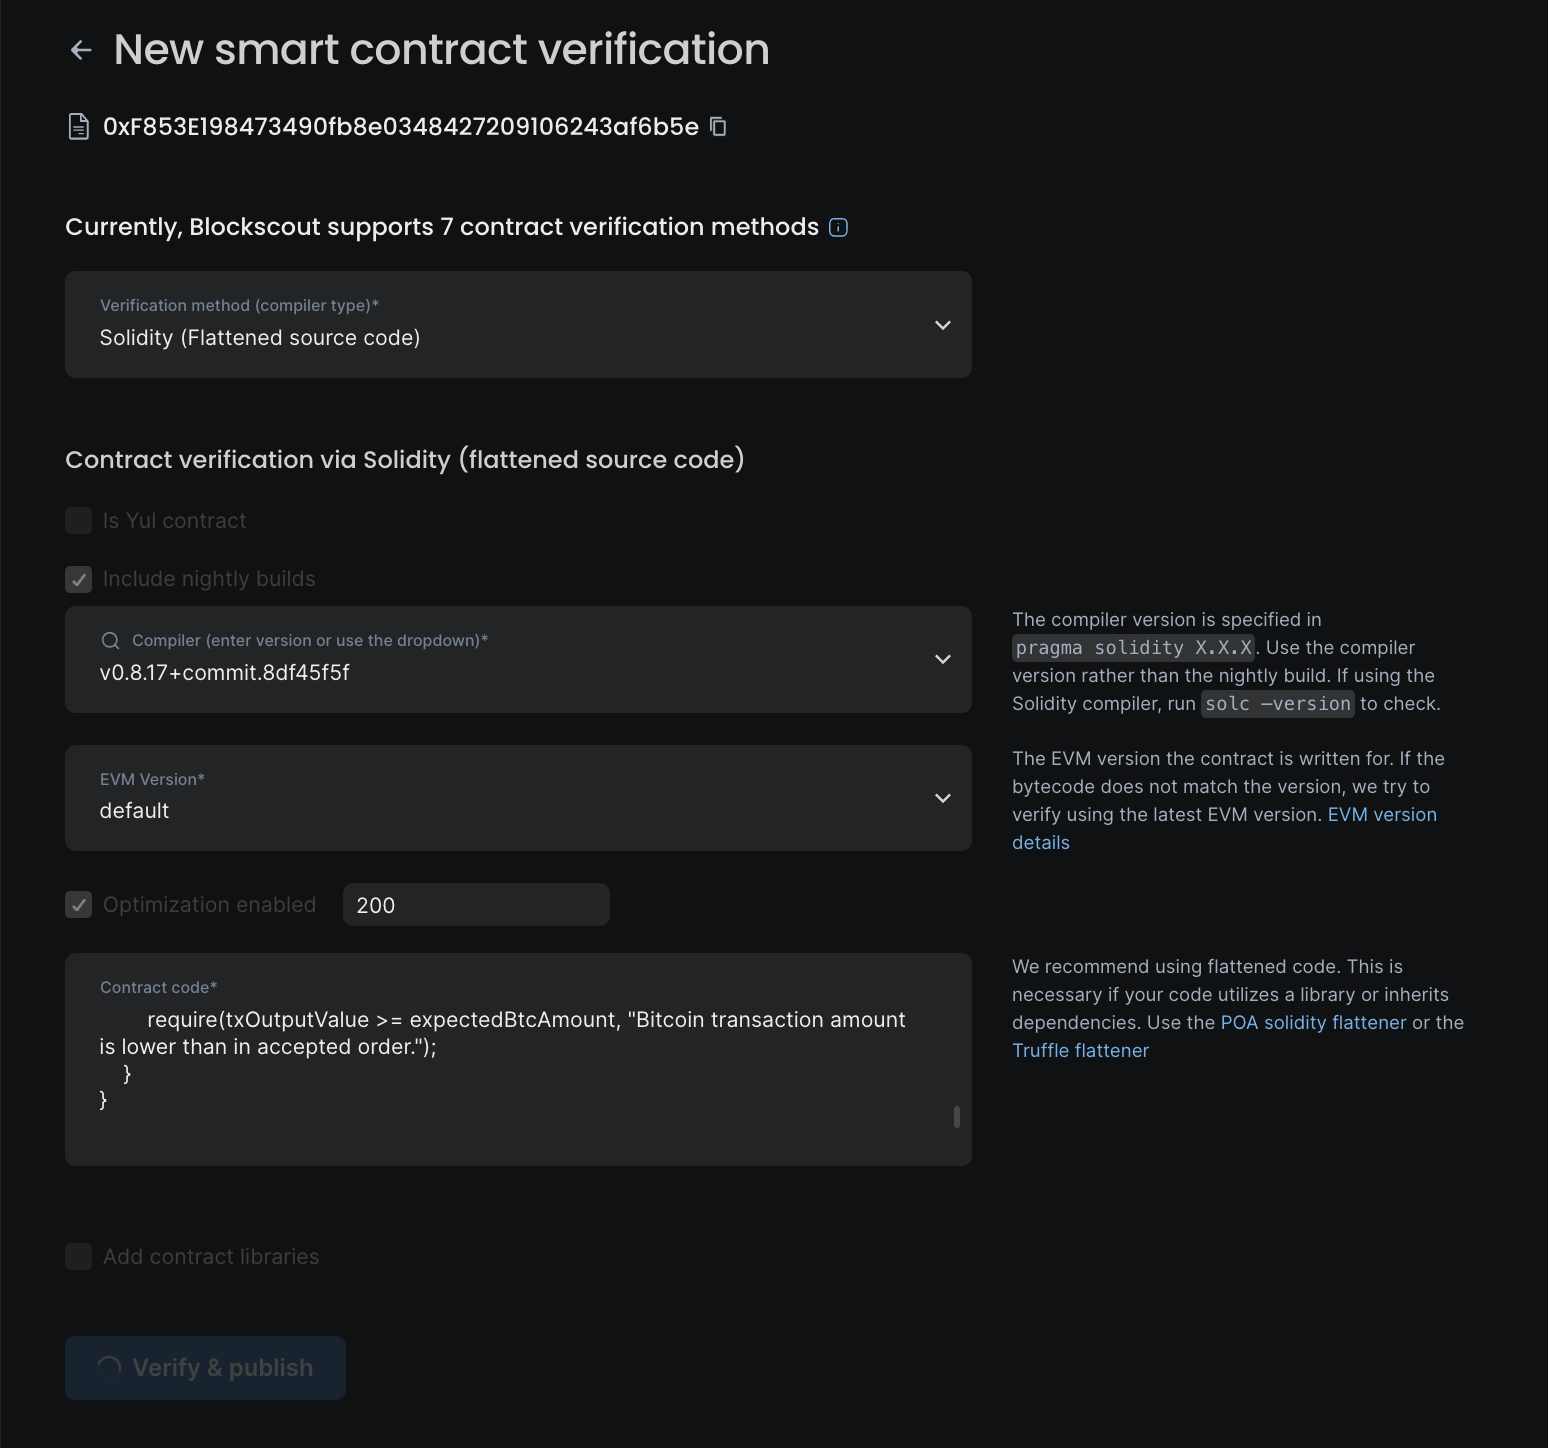 New smart contract verification
0xF853E198473490fb8e0348427209106243af6b5e
Currently, Blockscout supports 7 contract verification methods
Verification method (compiler type)*
Solidity (Flattened source code)
Contract verification via Solidity (flattened source code)
Is Yul contract
Include nightly builds
Compiler (enter version or use the dropdown)*
v0.8.17+commit.8df45f5f
The compiler version is specified in
pragma solidity X.X.X. Use the compiler
version rather than the nightly build. If using the
Solidity compiler, run solc —version to check.
EVM Version*
default
The EVM version the contract is written for. If the
bytecode does not match the version, we try to
verify using the latest EVM version. EVM version
details
Optimization enabled
200
Contract code*
require(txOutputValue >= expectedBtcAmount, "Bitcoin transaction amount
is lower than in accepted order.");
}
}
We recommend using flattened code. This is
necessary if your code utilizes a library or inherits
dependencies. Use the POA solidity flattener or the
Truffle flattener
Add contract libraries
Verify & publish